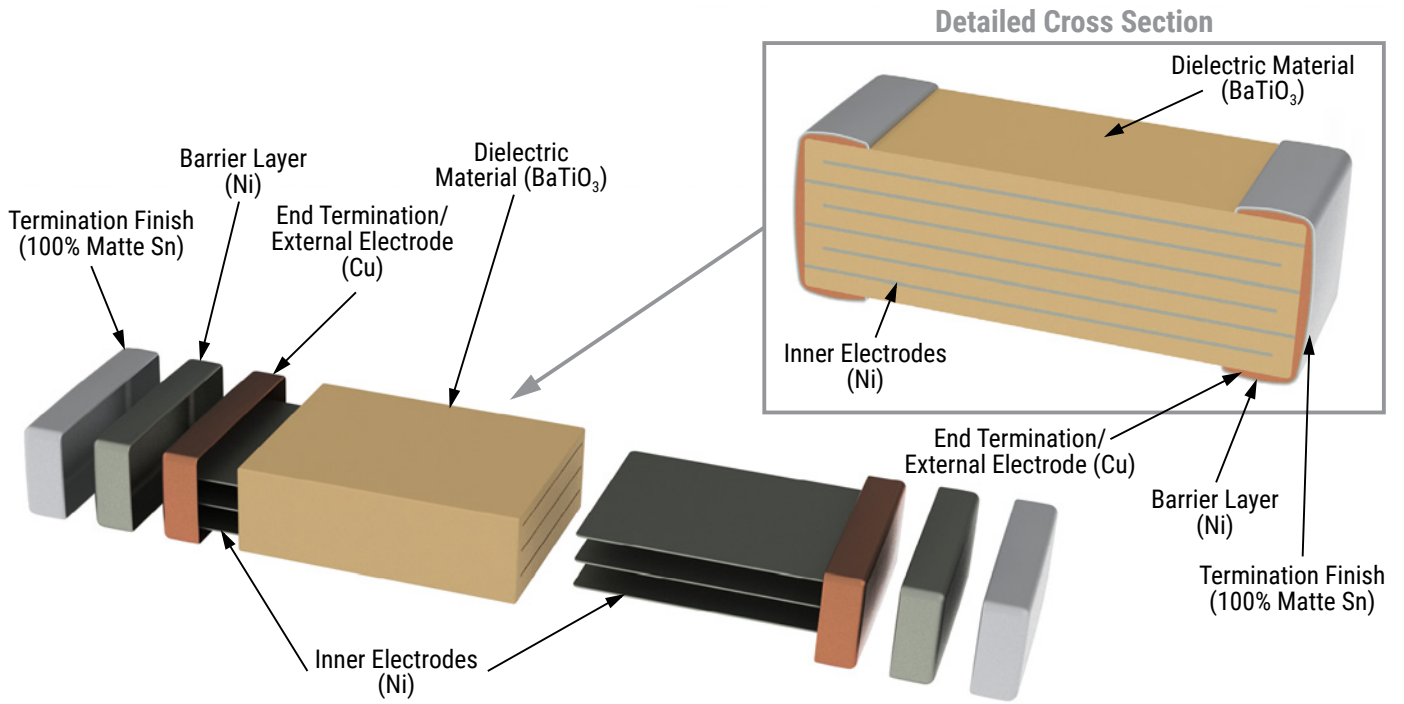 Detailed Cross Section
Dielectric Material
(BaTiO₃)
Inner Electrodes
(Ni)
End Termination/
External Electrode (Cu)
Barrier Layer
(Ni)
Termination Finish
(100% Matte Sn)
Termination Finish
(100% Matte Sn)
Barrier Layer
(Ni)
End Termination/
External Electrode
(Cu)
Dielectric
Material (BaTiO₃)
Inner Electrodes
(Ni)